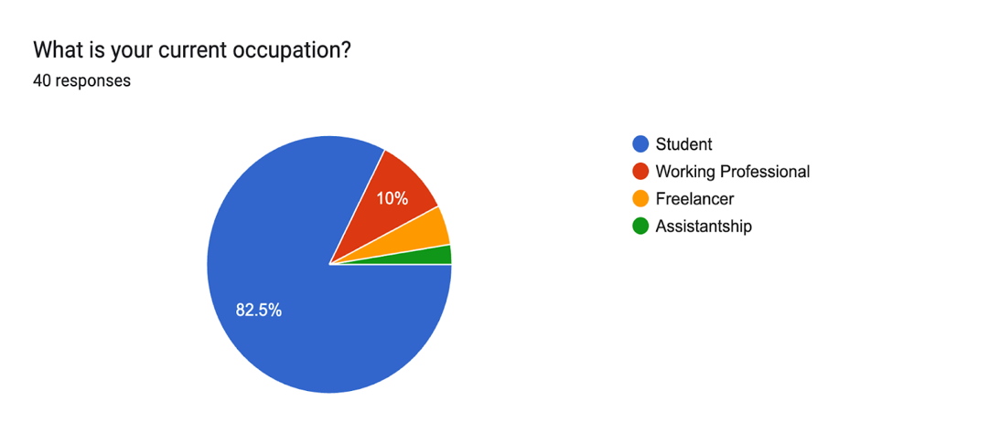 What is your current occupation?
40 responses
Student
Working Professional
Freelancer
Assistantship
10%
82.5%